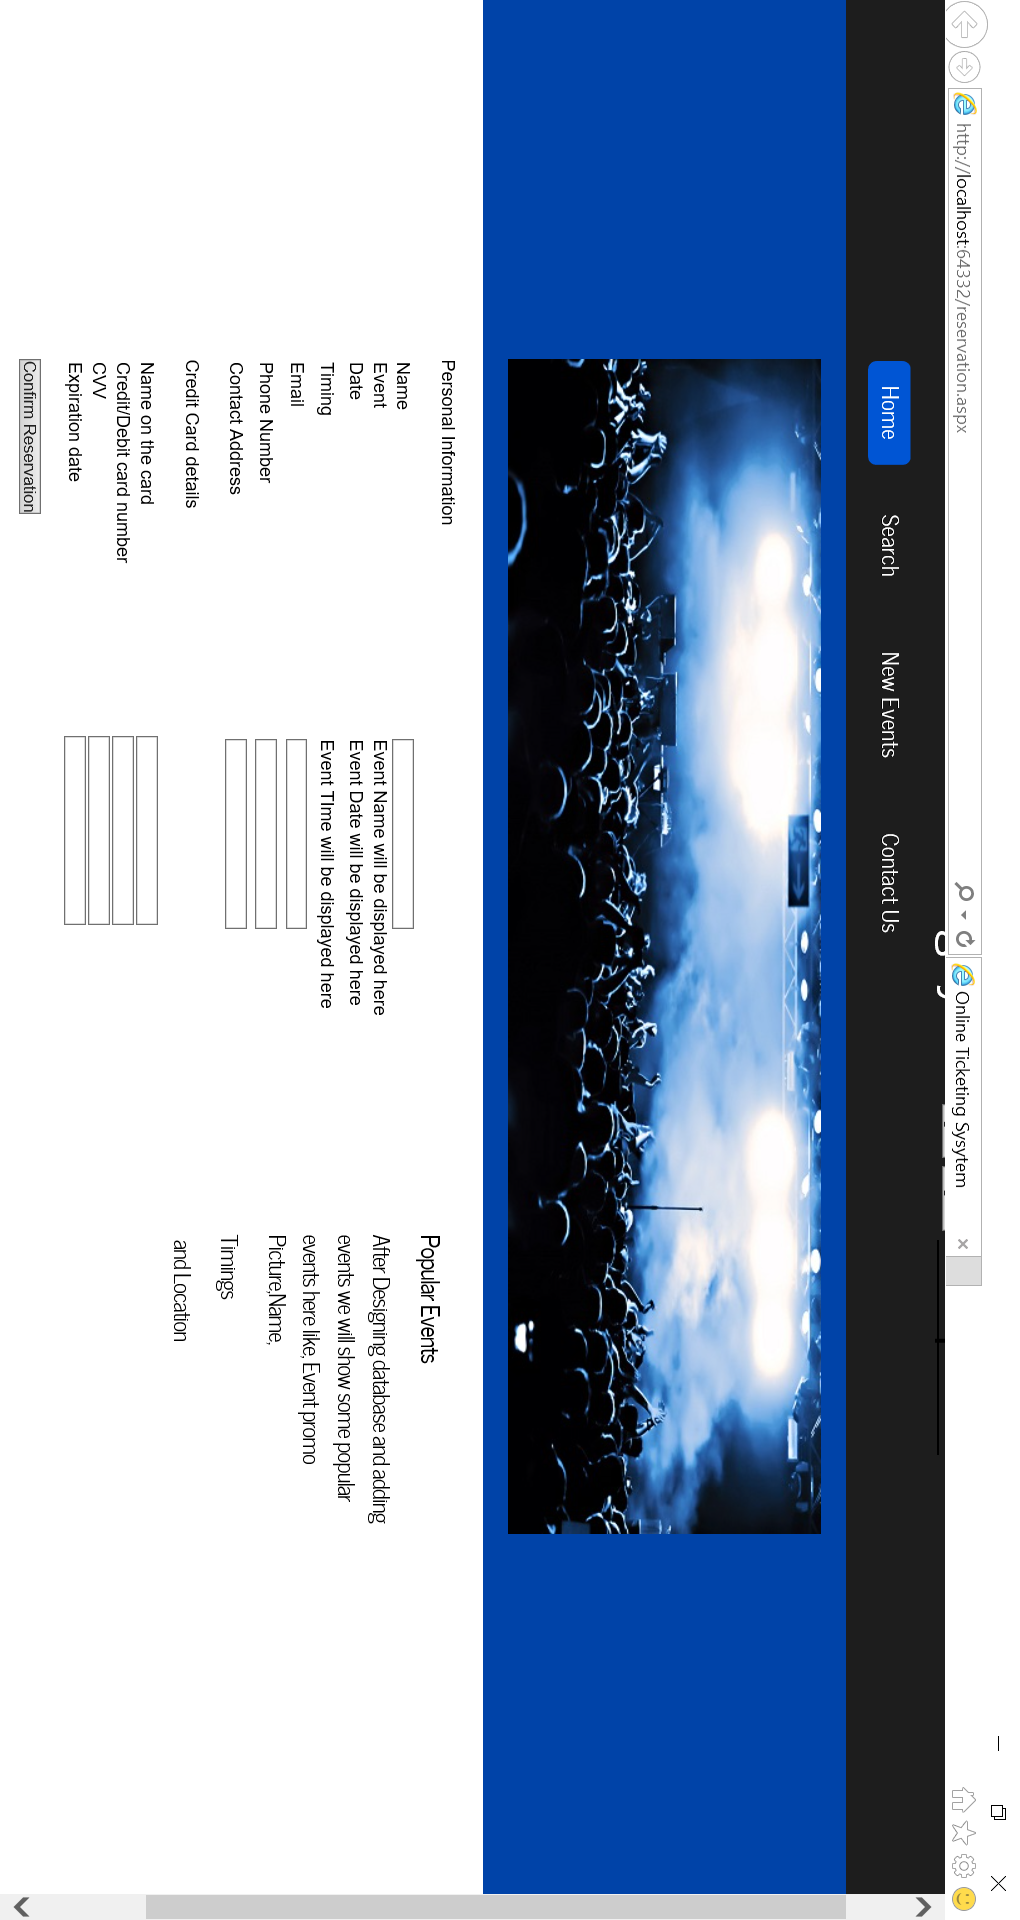 http://localhost:64332/reservation.aspx
Online Ticketing Sysytem
Home
Search
New Events
Contact Us
Personal Information
Name
Event
Event Name will be displayed here
Date
Event Date will be displayed here
Timing
Event TIme will be displayed here
Email
Phone Number
Contact Address
Credit Card details
Name on the card
Credit/Debit card number
CVV
Expiration date
Confirm Reservation
Popular Events
After Designing database and adding
events we will show some popular
events here like, Event promo
Picture,Name,
Timings
and Location